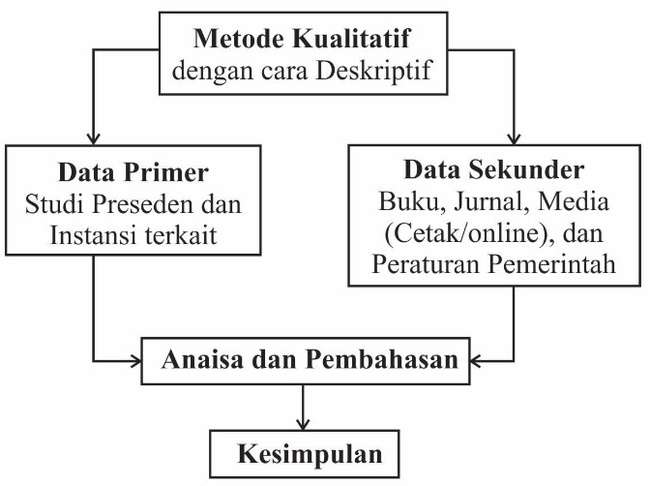 Metode Kualitatif
dengan cara Deskriptif
Data Primer
Studi Preseden dan
Instansi terkait
Data Sekunder
Buku, Jurnal, Media
(Cetak/online), dan
Peraturan Pemerintah
Anaisa dan Pembahasan
Kesimpulan